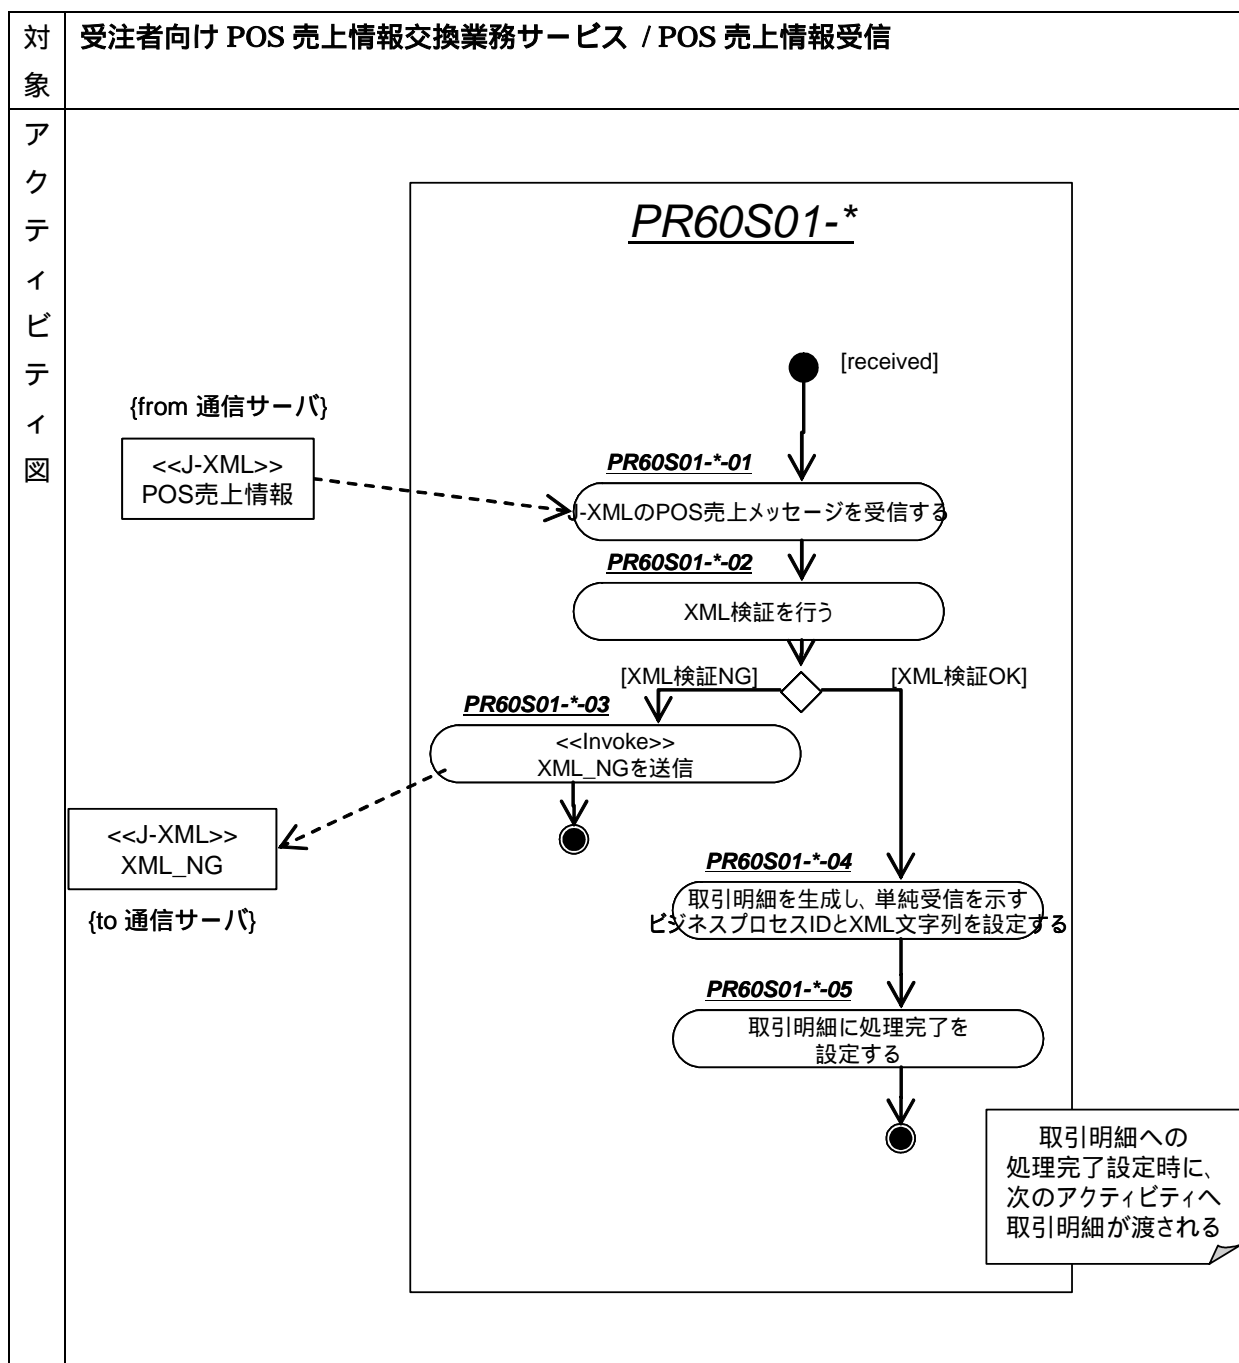 対象
受注者向け POS 売上情報交換業務サービス / POS 売上情報受信
アクティビティ図
PR60S01-*
[received]
{from 通信サーバ}
<<J-XML>>
POS売上情報
PR60S01-*-01
J-XMLのPOS売上メッセージを受信する
PR60S01-*-02
XML検証を行う
[XML検証NG]
[XML検証OK]
PR60S01-*-03
<<Invoke>>
XML_NGを送信
<<J-XML>>
XML_NG
{to 通信サーバ}
PR60S01-*-04
取引明細を生成し、単純受信を示す
ビジネスプロセスIDとXML文字列を設定する
PR60S01-*-05
取引明細に処理完了を
設定する
取引明細への
処理完了設定時に、
次のアクティビティへ
取引明細が渡される